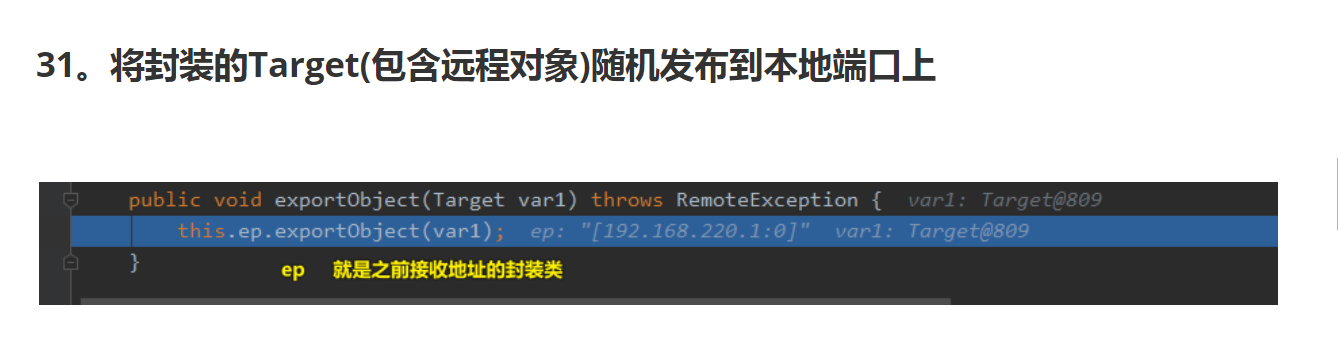 31。将封装的Target(包含远程对象)随机发布到本地端口上
public void exportObject(Target var1) throws RemoteException {  var1: Target@809
this.ep.exportObject(var1);  ep: "[192.168.220.1:0]"  var1: Target@809
}
ep 就是之前接收地址的封装类